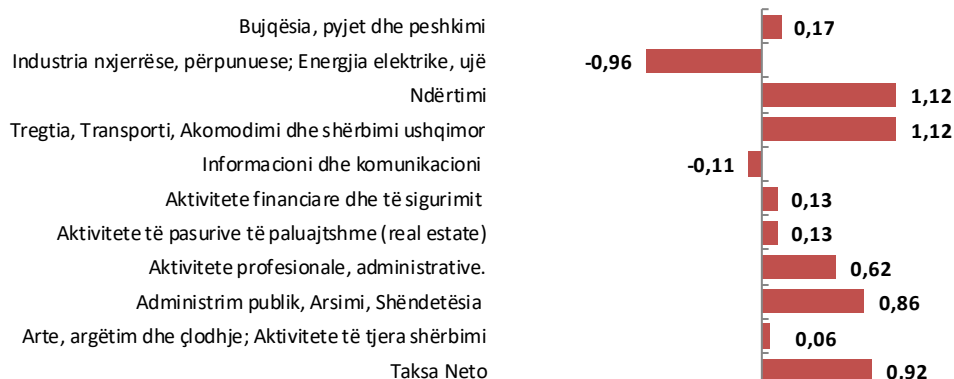 Bujqësia, pyjet dhe peshkimi 0,17
Industria nxjerrëse, përpunuese; Energjia elektrike, ujë -0,96
Ndërtimi 1,12
Tregtia, Transporti, Akomodimi dhe shërbimi ushqimor 1,12
Informacioni dhe komunikacioni -0,11
Aktivitete financiare dhe të sigurimit 0,13
Aktivitete të pasurive të paluajtshme (real estate) 0,13
Aktivitete profesionale, administrative. 0,62
Administrim publik, Arsimi, Shëndetësia 0,86
Arte, argëtim dhe çlodhje; Aktivitete të tjera shërbimi 0,06
Taksa Neto 0,92